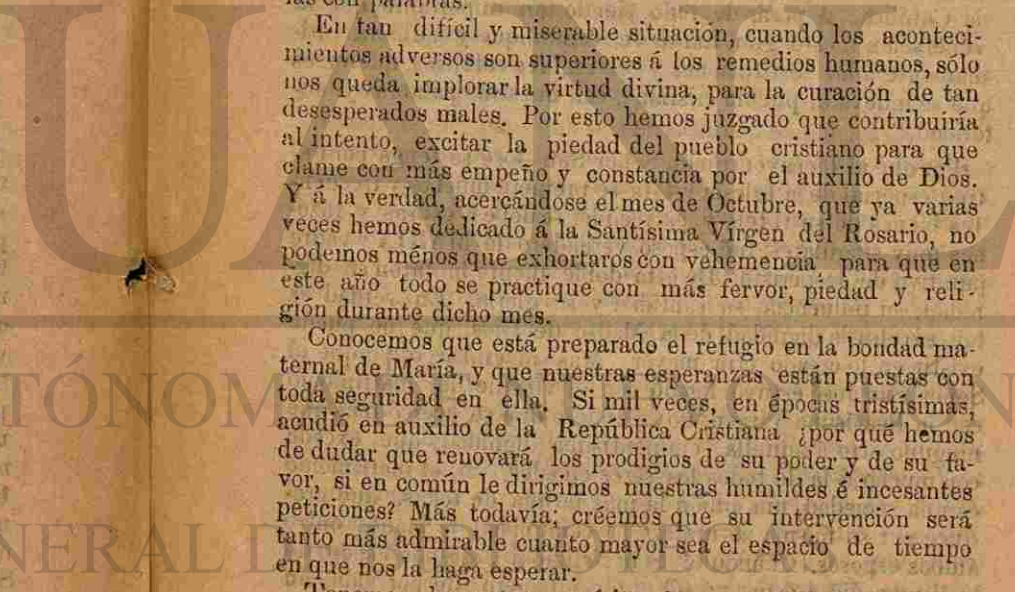 las con palabras.
En tan difícil y miserable situación, cuando los aconteci-
mientos adversos son superiores á los remedios humanos, sólo
nos queda implorar la virtud divina, para la curación de tan
desesperados males. Por esto hemos juzgado que contribuiría
al intento, excitar la piedad del pueblo cristiano para que
clame con más empeño y constancia por el auxilio de Dios.
Y á la verdad, acercándose el mes de Octubre, que ya varias
veces hemos dedicado á la Santísima Vírgen del Rosario, no
podemos ménos que exhortaros con vehemencia para que en
este año todo se practique con más fervor, piedad y reli-
gión durante dicho mes.
Conocemos que está preparado el refugio en la bondad ma-
ternal de María, y que nuestras esperanzas están puestas con
toda seguridad en ella. Si mil veces, en épocas tristísimas,
acudió en auxilio de la República Cristiana ¿por qué hemos
de dudar que renovará los prodigios de su poder y de su fa-
vor, si en común le dirigimos nuestras humildes é incesantes
peticiones? Más todavía; créemos que su intervención será
tanto más admirable cuanto mayor sea el espacio de tiempo
en que nos la haga esperar.